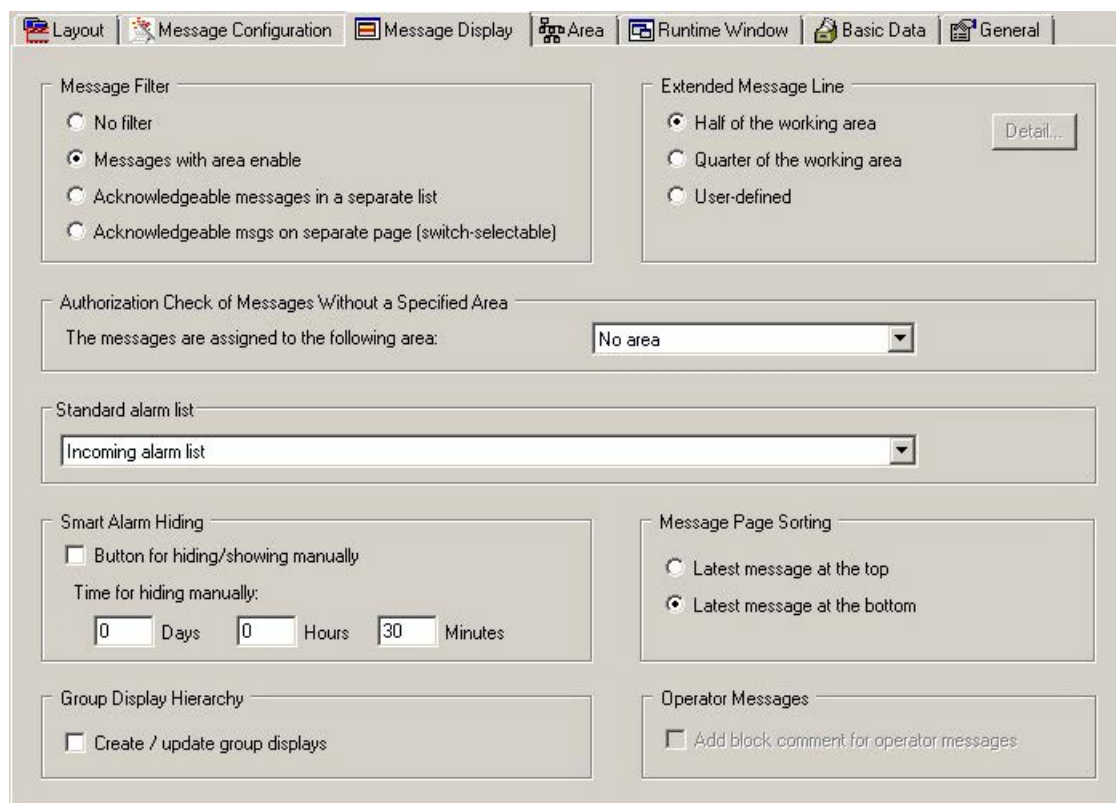 Layout Message Configuration Message Display Area Runtime Window Basic Data General
Message Filter
No filter
Messages with area enable
Acknowledgeable messages in a separate list
Acknowledgeable msgs on separate page (switch-selectable)
Extended Message Line
Half of the working area
Detail...
Quarter of the working area
User-defined
Authorization Check of Messages Without a Specified Area
The messages are assigned to the following area: No area
Standard alarm list
Incoming alarm list
Smart Alarm Hiding
Button for hiding/showing manually
Time for hiding manually:
0 Days 0 Hours 30 Minutes
Message Page Sorting
Latest message at the top
Latest message at the bottom
Group Display Hierarchy
Create / update group displays
Operator Messages
Add block comment for operator messages